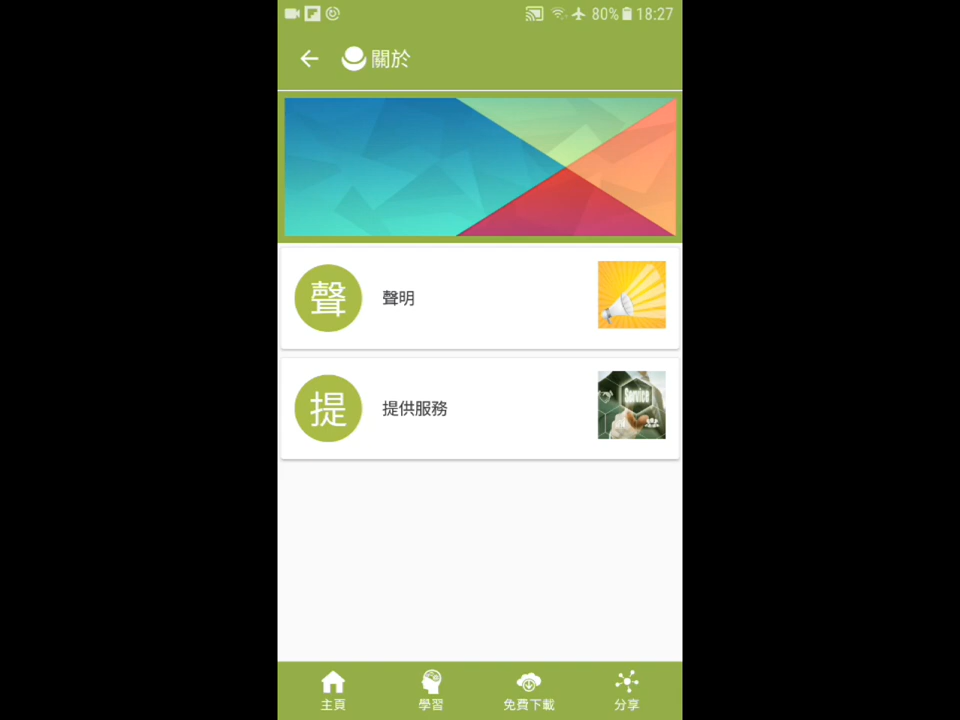 80% 18:27
關於
聲 聲明
提 提供服務
Service
主頁 學習 免費下載 分享